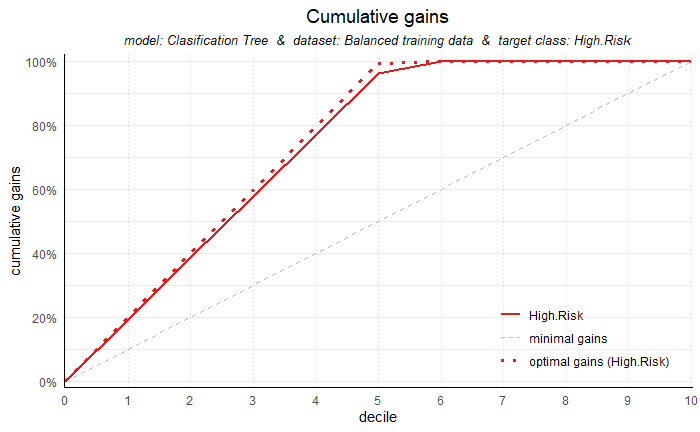 Cumulative gains
model: Clasification Tree & dataset: Balanced training data & target class: High.Risk
100%
80%
60%
40%
20%
0%
cumulative gains
High.Risk
minimal gains
optimal gains (High.Risk)
0 1 2 3 4 5 6 7 8 9 10
decile